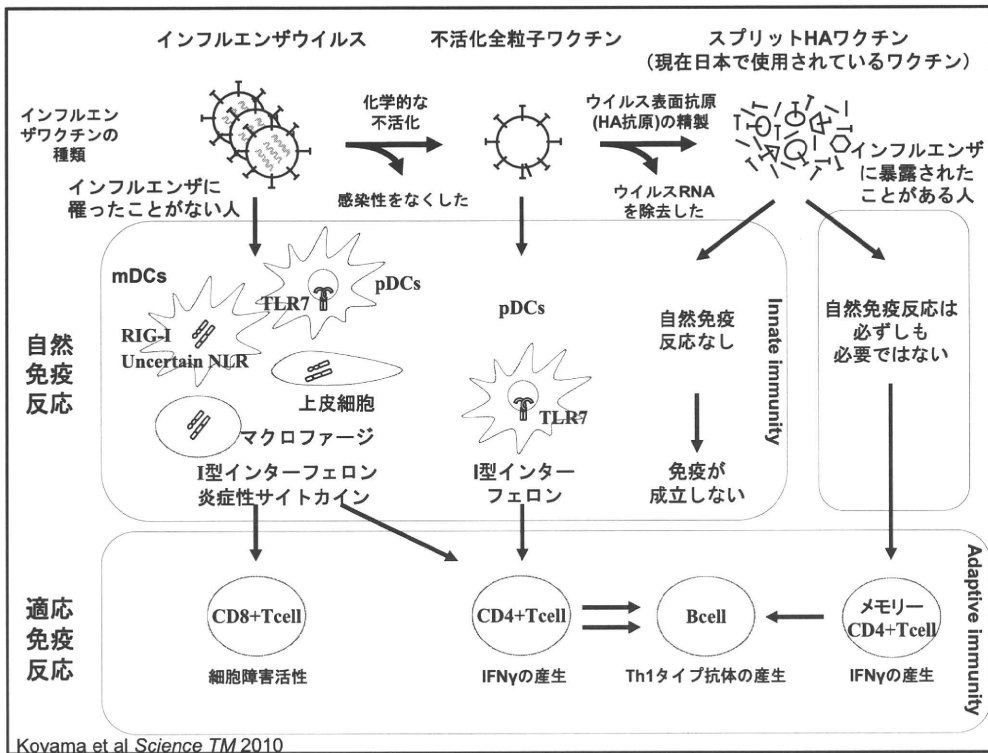 インフルエンザウイルス
不活化全粒子ワクチン
スプリットHAワクチン
（現在日本で使用されているワクチン）
インフルエン
ザワクチンの
種類
化学的な
不活化
感染性をなくした
ウイルス表面抗原
(HA抗原)の精製
ウイルスRNA
を除去した
インフルエンザに
罹ったことがない人
インフルエンザ
に暴露された
ことがある人
自然
免疫
反応
mDCs
RIG-I
Uncertain NLR
TLR7
pDCs
上皮細胞
マクロファージ
I型インターフェロン
炎症性サイトカイン
pDCs
TLR7
I型インター
フェロン
自然免疫
反応なし
免疫が
成立しない
Innate immunity
自然免疫反応は
必ずしも
必要ではない
適応
免疫
反応
CD8+Tcell
細胞障害活性
CD4+Tcell
IFNγの産生
Bcell
Th1タイプ抗体の産生
メモリー
CD4+Tcell
IFNγの産生
Adaptive immunity
Koyama et al Science TM 2010